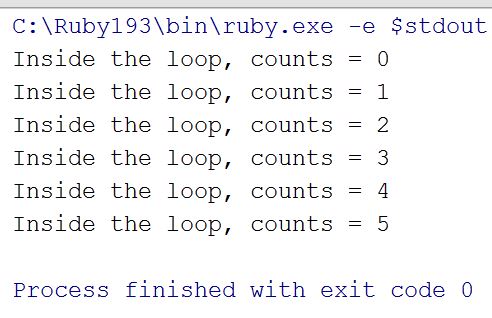 C:\Ruby193\bin\ruby.exe -e $stdout
Inside the loop, counts = 0
Inside the loop, counts = 1
Inside the loop, counts = 2
Inside the loop, counts = 3
Inside the loop, counts = 4
Inside the loop, counts = 5
Process finished with exit code 0